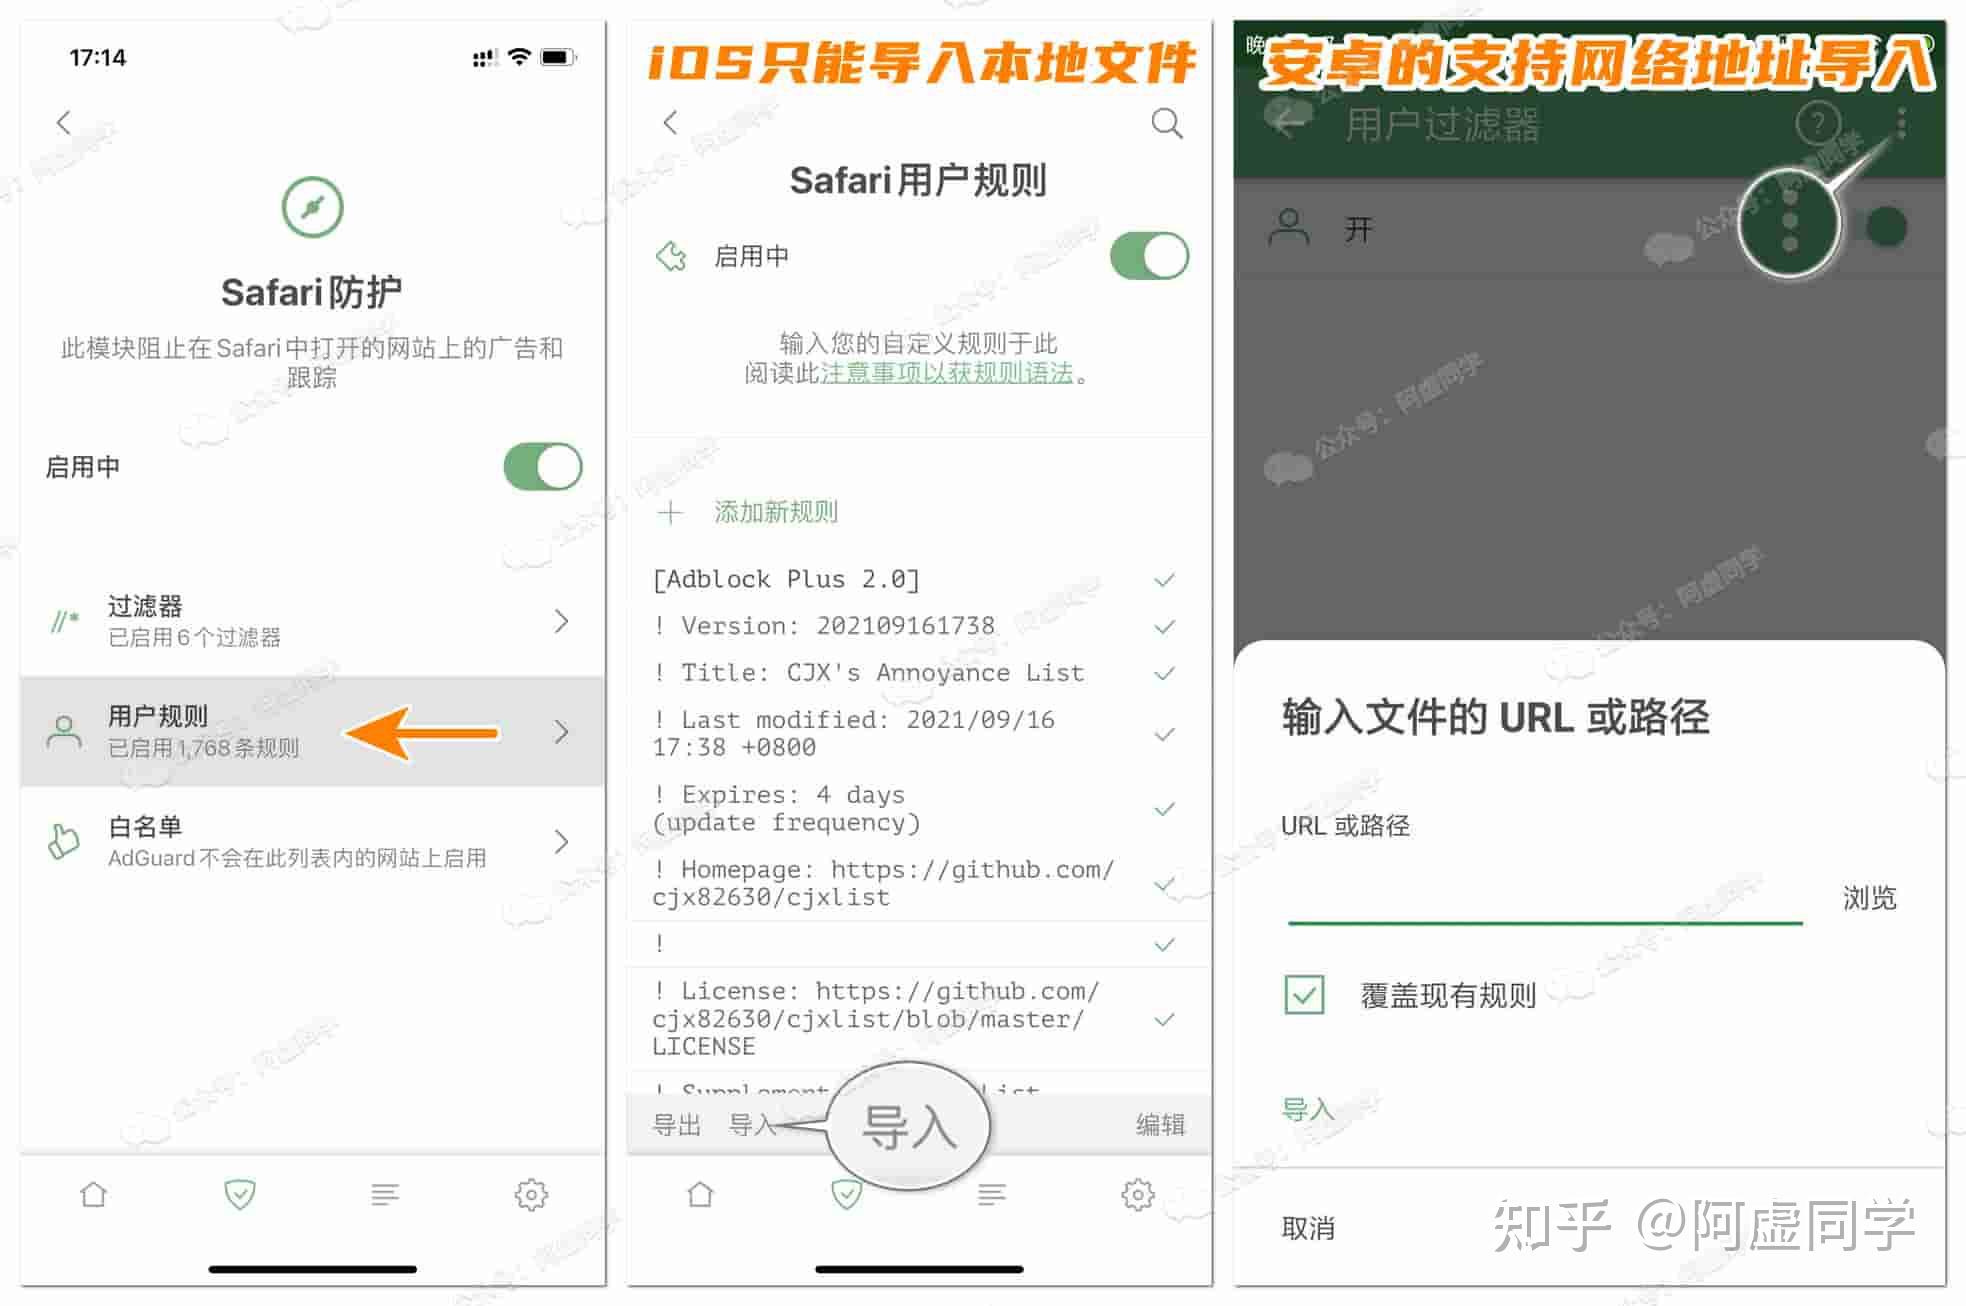 17:14
Safari防护
此模块阻止在Safari中打开的网站上的广告和
跟踪
启用中
//*
过滤器
已启用6个过滤器
用户规则
已启用1,768条规则
白名单
AdGuard不会在此列表内的网站上启用
iOS只能导入本地文件
Safari用户规则
启用中
输入您的自定义规则于此
阅读此注意事项以获规则语法。
添加新规则
[Adblock Plus 2.0]
! Version: 202109161738
! Title: CJX's Annoyance List
! Last modified: 2021/09/16
17:38 +0800
! Expires: 4 days
(update frequency)
! Homepage: https://github.com/
cjx82630/cjxlist
!
! License: https://github.com/
cjx82630/cjxlist/blob/master/
LICENSE
导出 导入 导入 编辑
安卓的支持网络地址导入
用户过滤器
开
输入文件的 URL 或路径
URL 或路径
浏览
覆盖现有规则
导入
取消
知乎 @阿虚同学
公众号：阿虚同学